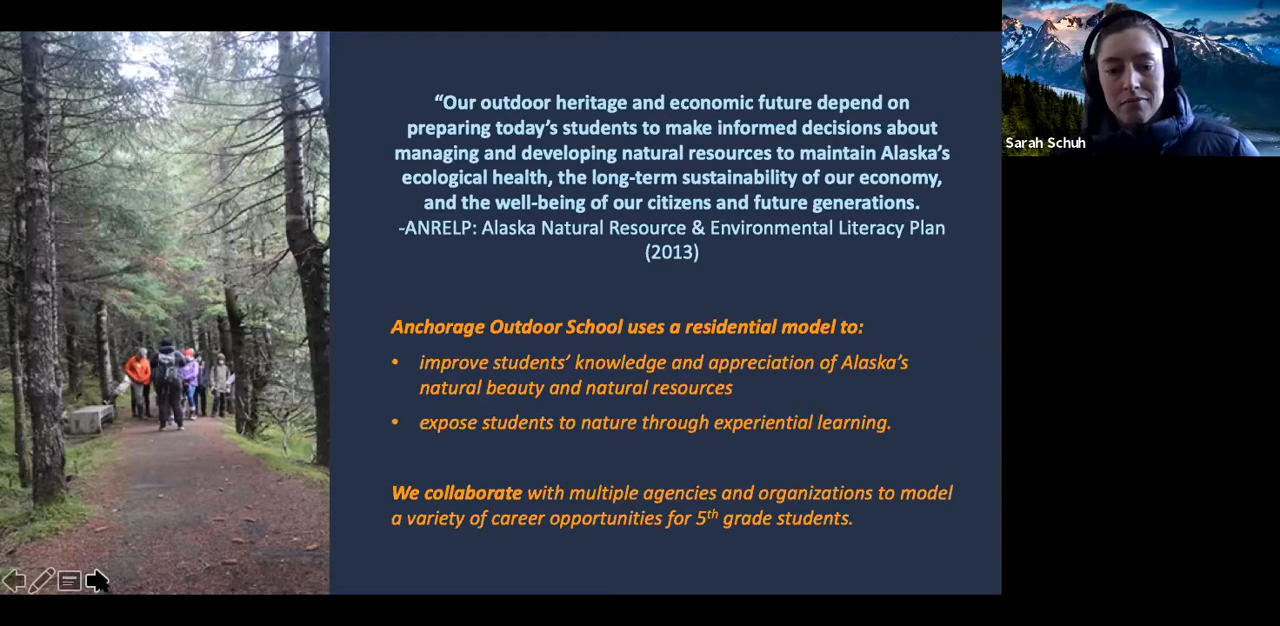 “Our outdoor heritage and economic future depend on
preparing today’s students to make informed decisions about
managing and developing natural resources to maintain Alaska’s
ecological health, the long-term sustainability of our economy,
and the well-being of our citizens and future generations.
-ANRELP: Alaska Natural Resource & Environmental Literacy Plan
(2013)
Anchorage Outdoor School uses a residential model to:
• improve students’ knowledge and appreciation of Alaska’s
natural beauty and natural resources
• expose students to nature through experiential learning.
We collaborate with multiple agencies and organizations to model
a variety of career opportunities for 5th grade students.
Sarah Schuh